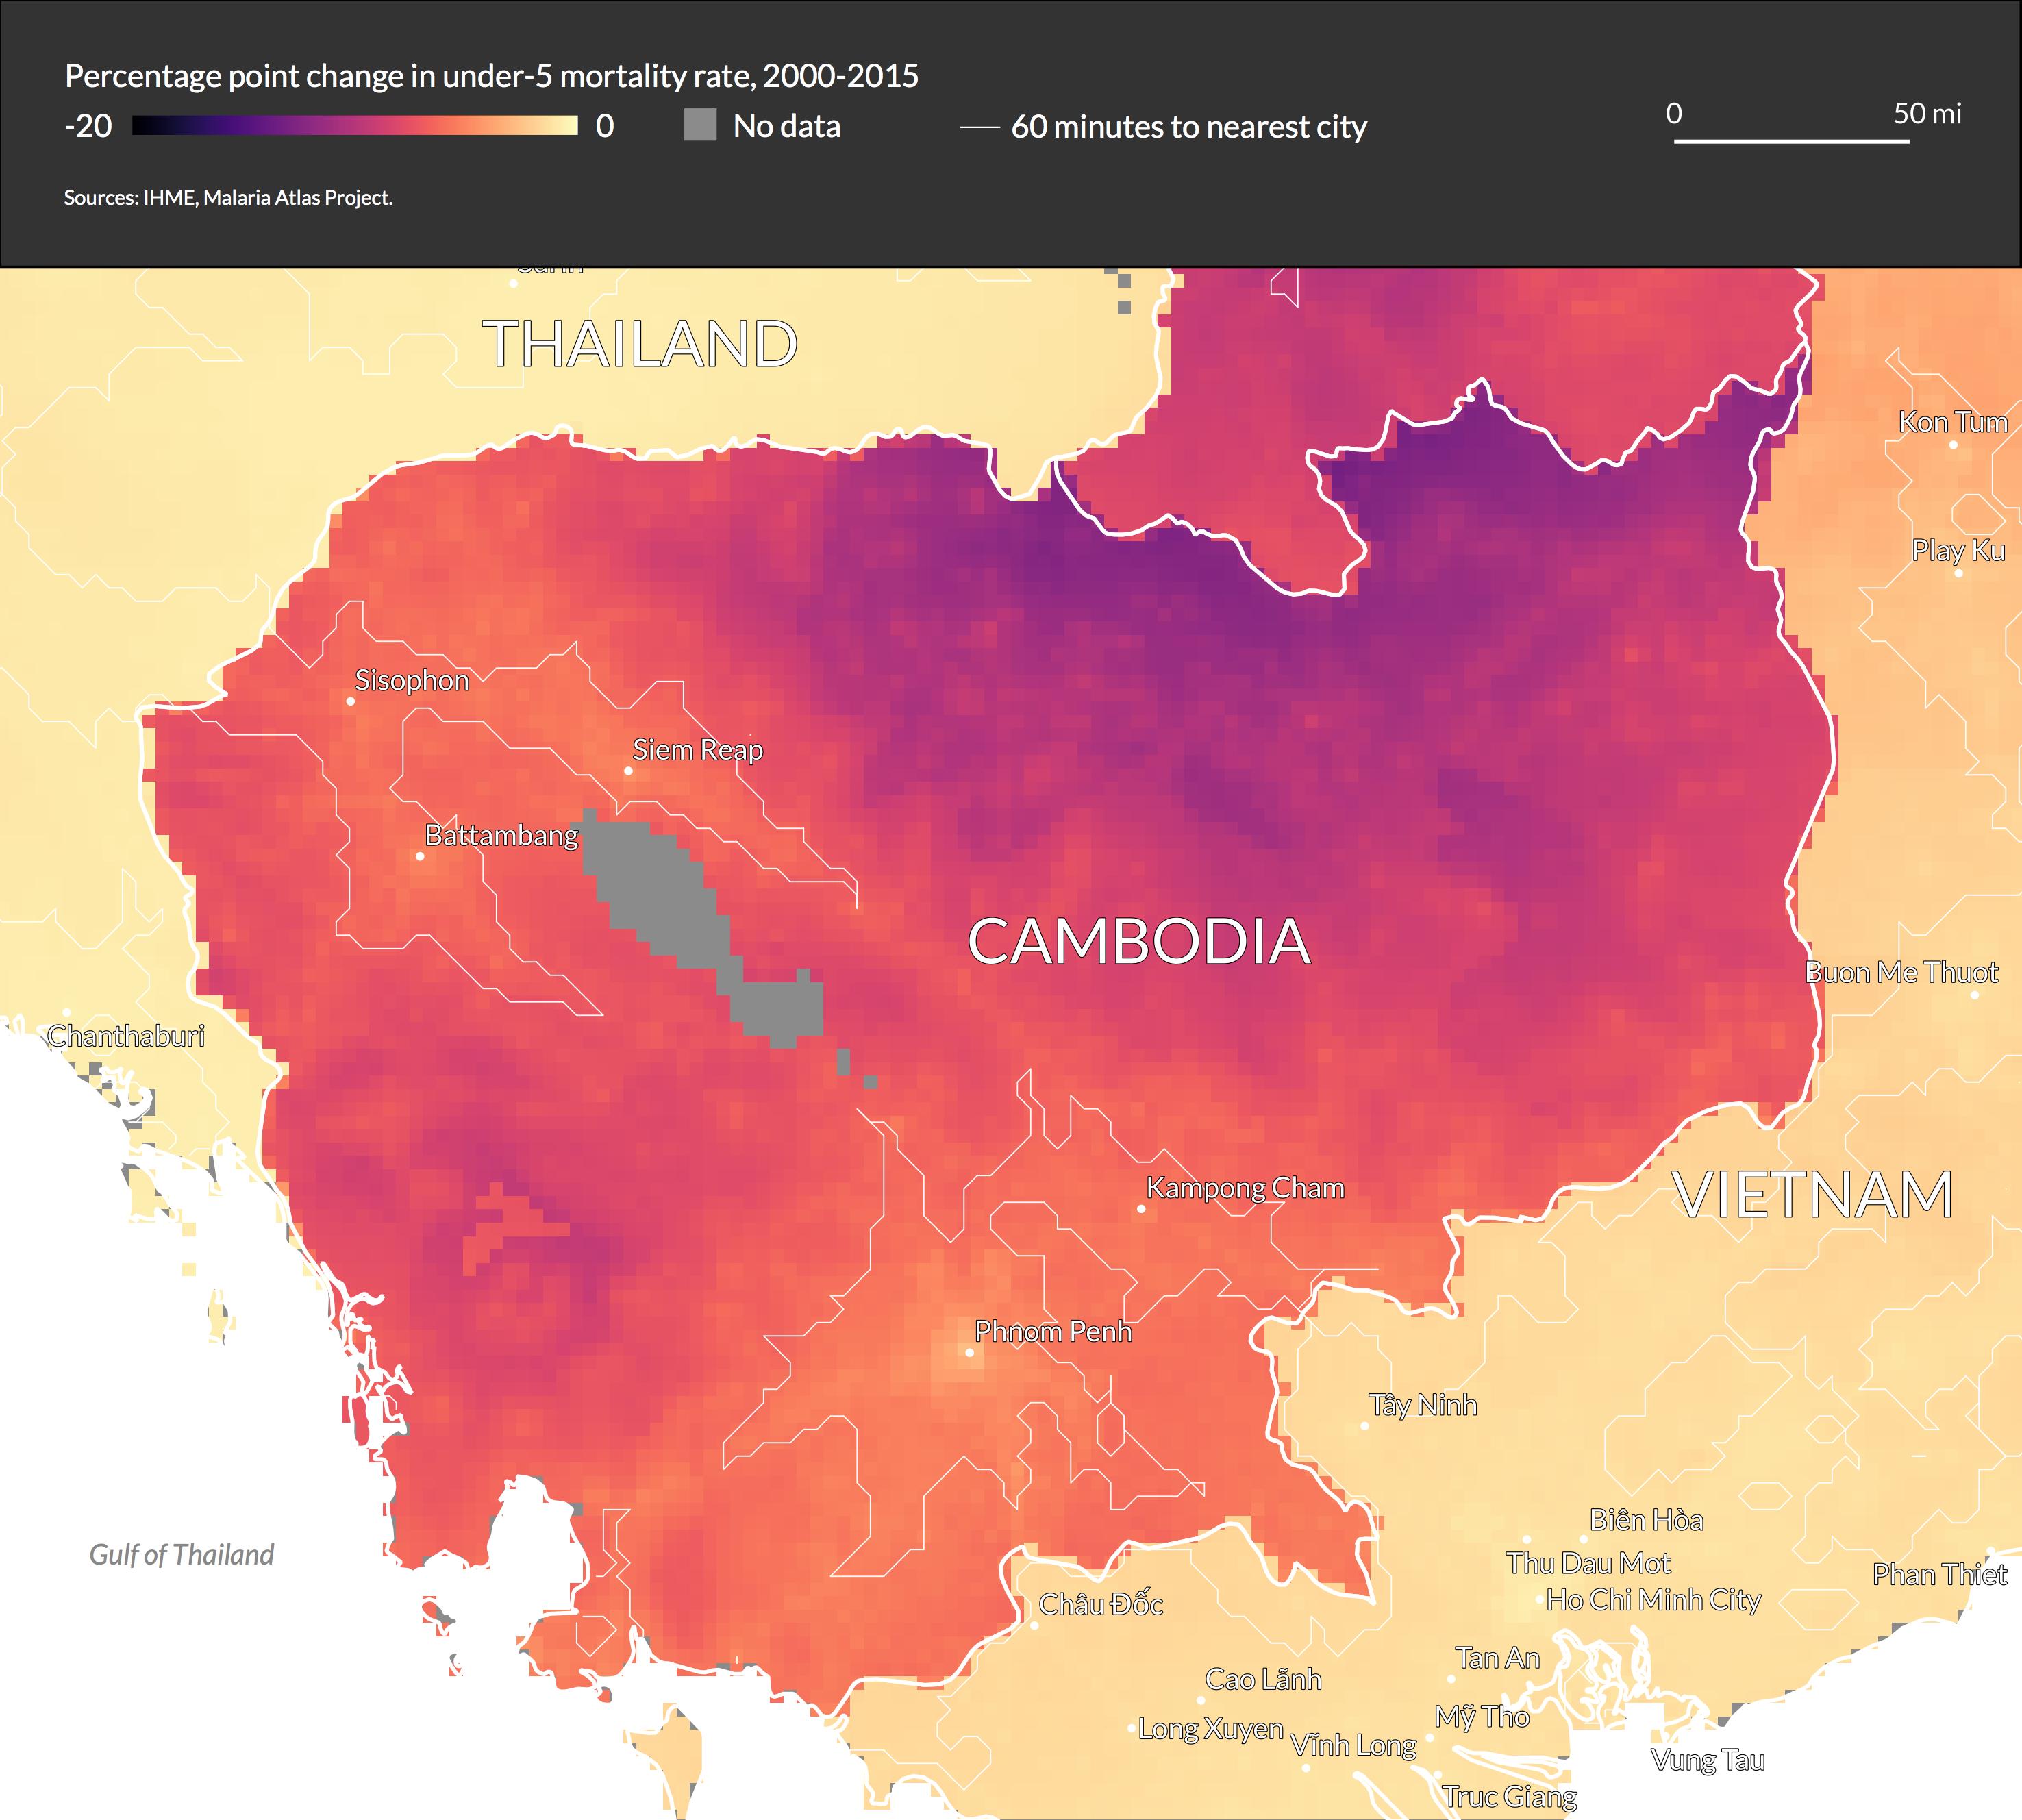 Percentage point change in under-5 mortality rate, 2000-2015
-20 0 No data 60 minutes to nearest city
0 50 mi
Sources: IHME, Malaria Atlas Project.
THAILAND
Kon Tum
Play Ku
Sisophon
Siem Reap
Battambang
CAMBODIA
Buon Me Thuot
Chanthaburi
Kampong Cham
VIETNAM
Phnom Penh
Tây Ninh
Biên Hòa
Gulf of Thailand
Thu Dau Mot
Phan Thiet
Châu Đốc
Ho Chi Minh City
Tan An
Cao Lãnh
Mỹ Tho
Long Xuyen
Vĩnh Long
Vung Tau
Truc Giang